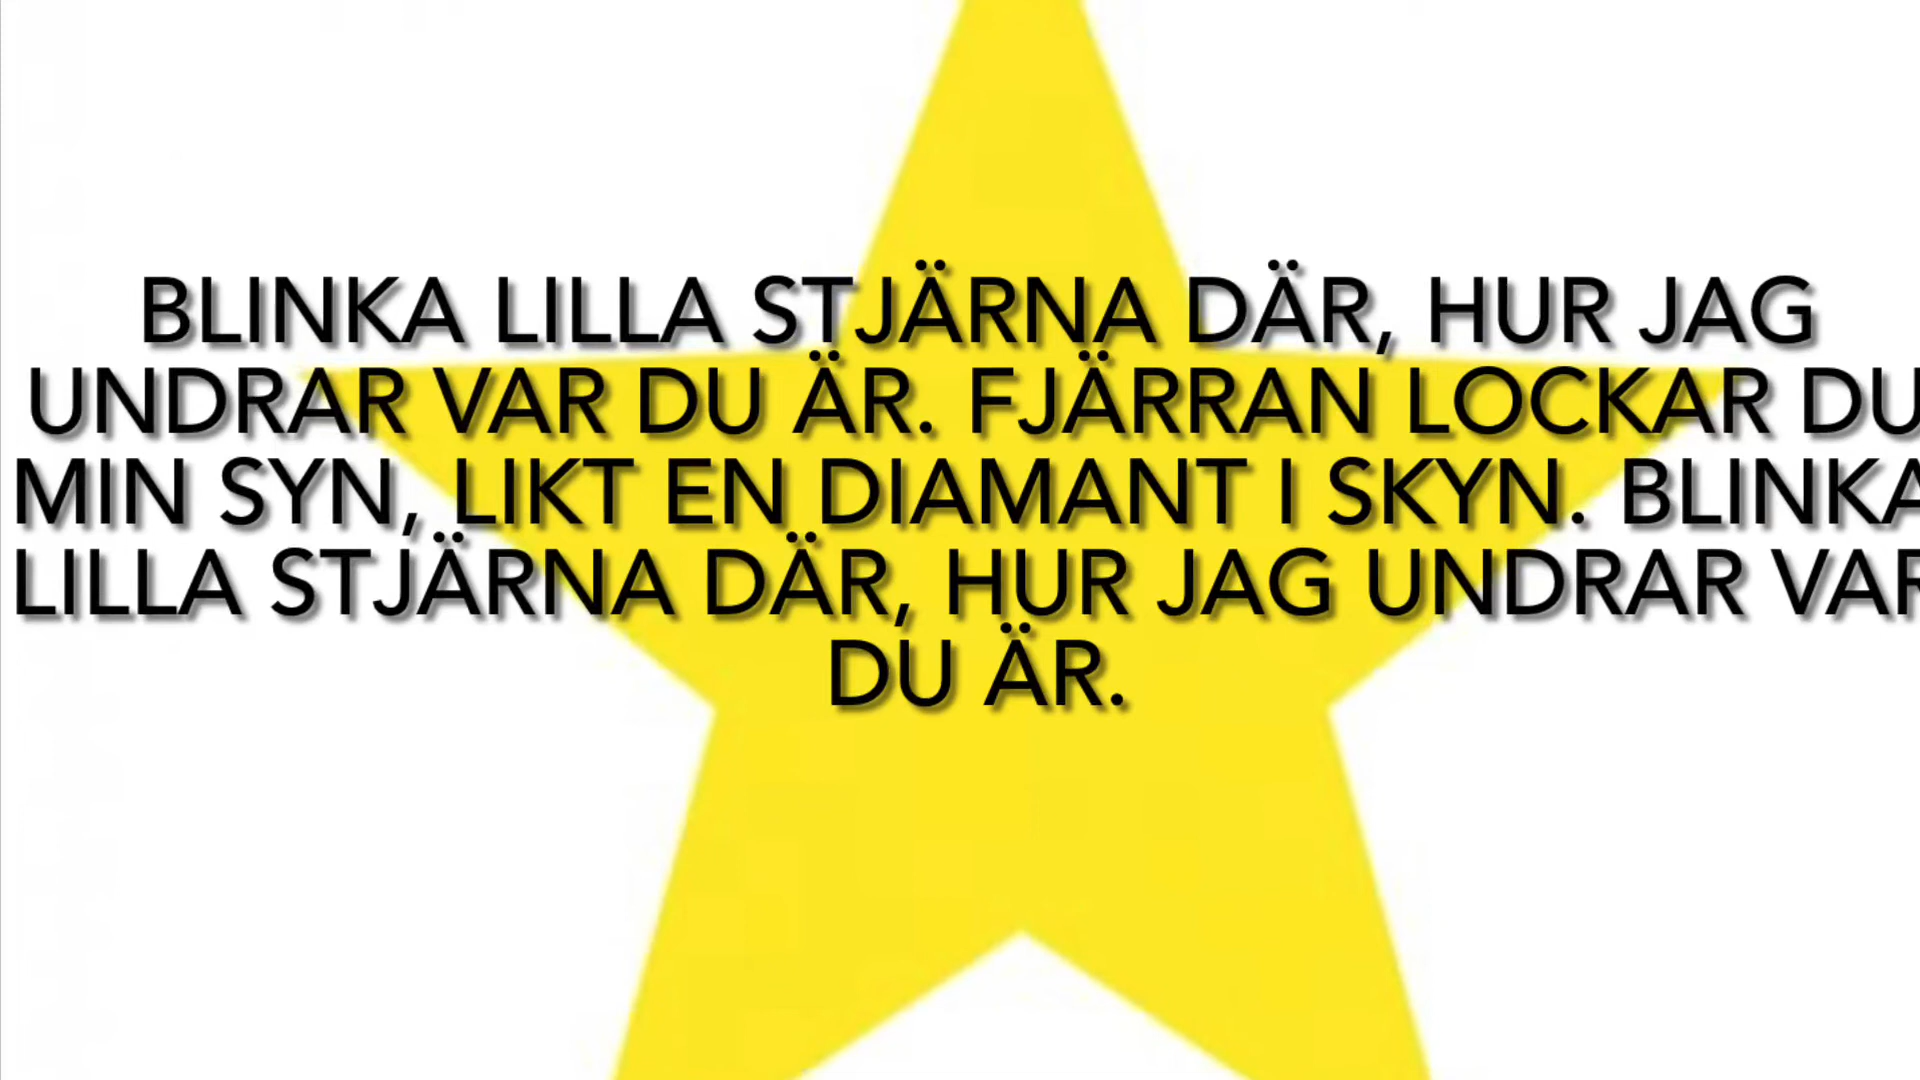 BLINKA LILLA STJÄRNA DÄR, HUR JAG
UNDRAR VAR DU ÄR. FJÄRRAN LOCKAR DU
MIN SYN, LIKT EN DIAMANT I SKYN. BLINKA
LILLA STJÄRNA DÄR, HUR JAG UNDRAR VAR
DU ÄR.